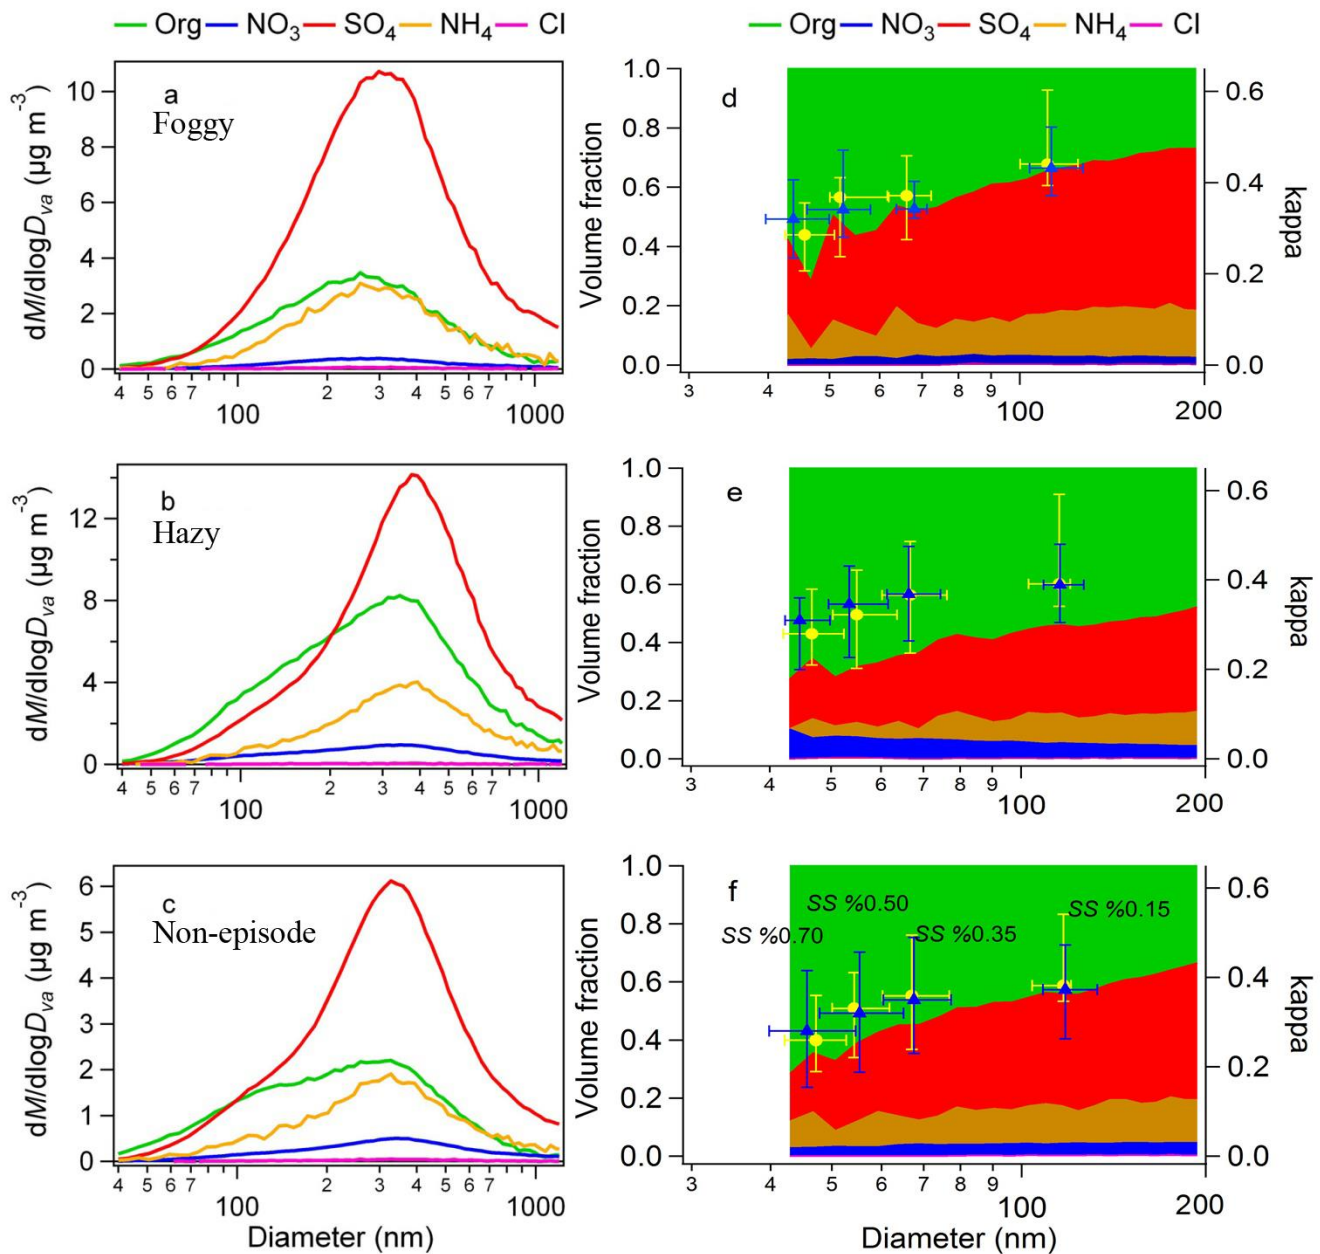 Org NO3 SO4 NH4 Cl
Org NO3 SO4 NH4 Cl
a
Foggy
dM/dlogDva (µg m-3)
10
8
6
4
2
0
4 5 6 7 100 2 3 4 5 6 7 1000
d
Volume fraction
1.0
0.8
0.6
0.4
0.2
0.0
3 4 5 6 7 8 9 100 200
0.6
0.4
0.2
0.0
kappa
b
Hazy
dM/dlogDva (µg m-3)
12
8
4
0
4 5 6 7 100 2 3 4 5 6 7 1000
e
Volume fraction
1.0
0.8
0.6
0.4
0.2
0.0
3 4 5 6 7 8 9 100 200
0.6
0.4
0.2
0.0
kappa
c
Non-episode
dM/dlogDva (µg m-3)
6
5
4
3
2
1
0
4 5 6 7 100 2 3 4 5 6 7 1000
Diameter (nm)
f
SS %0.70
SS %0.50
SS %0.35
SS %0.15
Volume fraction
1.0
0.8
0.6
0.4
0.2
0.0
3 4 5 6 7 8 9 100 200
Diameter (nm)
0.6
0.4
0.2
0.0
kappa